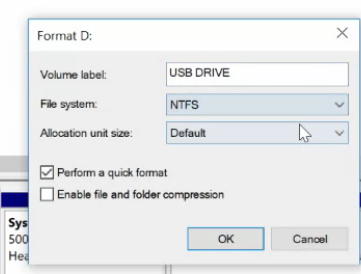 Format D:
Volume label: USB DRIVE
File system: NTFS
Allocation unit size: Default
Perform a quick format
Enable file and folder compression
OK Cancel
Sys
500
Hea